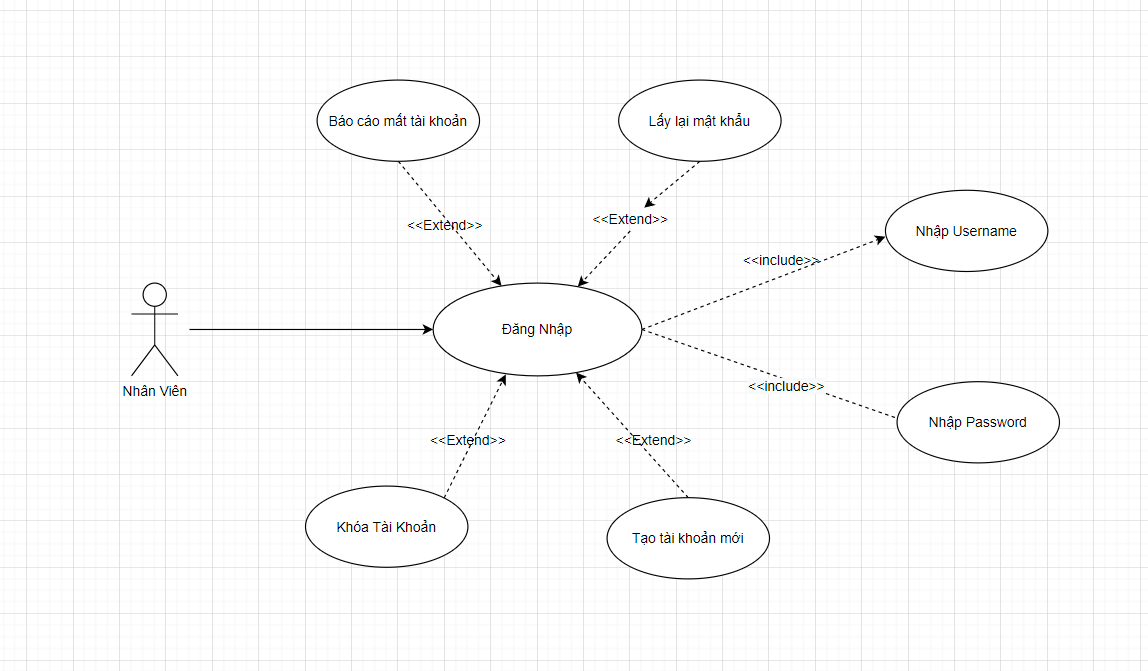 Báo cáo mất tài khoản
Lấy lại mật khẩu
<<Extend>>
<<Extend>>
Nhập Username
<<include>>
Đăng Nhập
Nhân Viên
<<include>>
Nhập Password
<<Extend>>
<<Extend>>
Khóa Tài Khoản
Tạo tài khoản mới